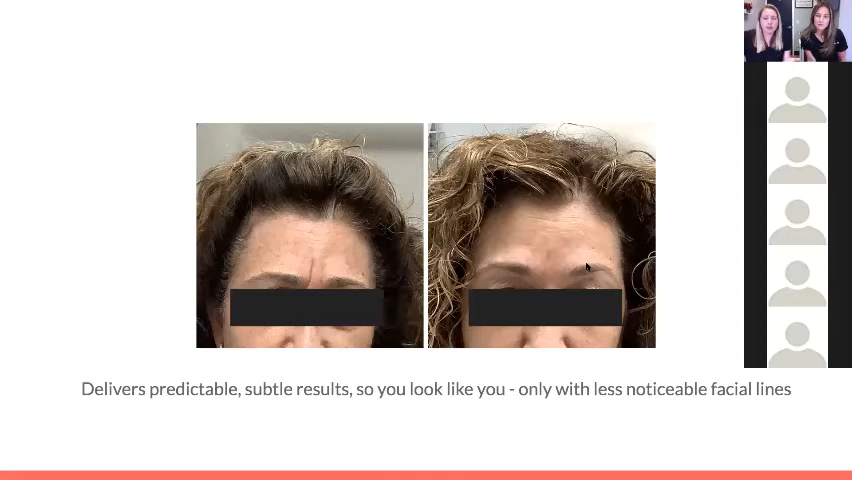 Delivers predictable, subtle results, so you look like you - only with less noticeable facial lines